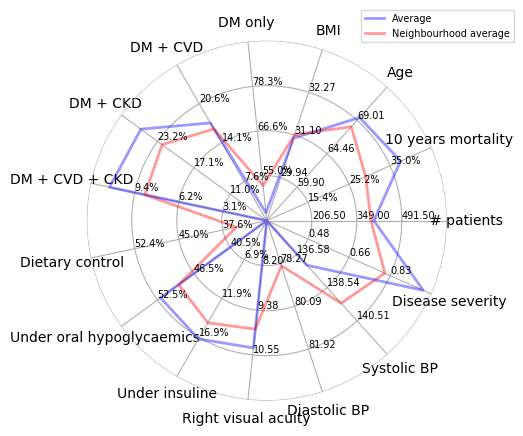 Average
Neighbourhood average
DM only
BMI
DM + CVD
Age
DM + CKD
10 years mortality
DM + CVD + CKD
# patients
Dietary control
Disease severity
Under oral hypoglycaemics
Systolic BP
Under insuline
Diastolic BP
Right visual acuity
78.3%
32.27
20.6%
69.01
66.6%
31.10
23.2%
14.1%
64.46
35.0%
17.1%
55.0%
29.94
7.6%
59.90
25.2%
9.4%
11.0%
6.2%
15.4%
3.1%
206.50
349.00
491.50
37.6%
0.48
45.0%
52.4%
40.5%
136.58
0.66
6.9%
8.20
78.27
46.5%
0.83
138.54
52.5%
11.9%
9.38
80.09
140.51
16.9%
10.55
81.92